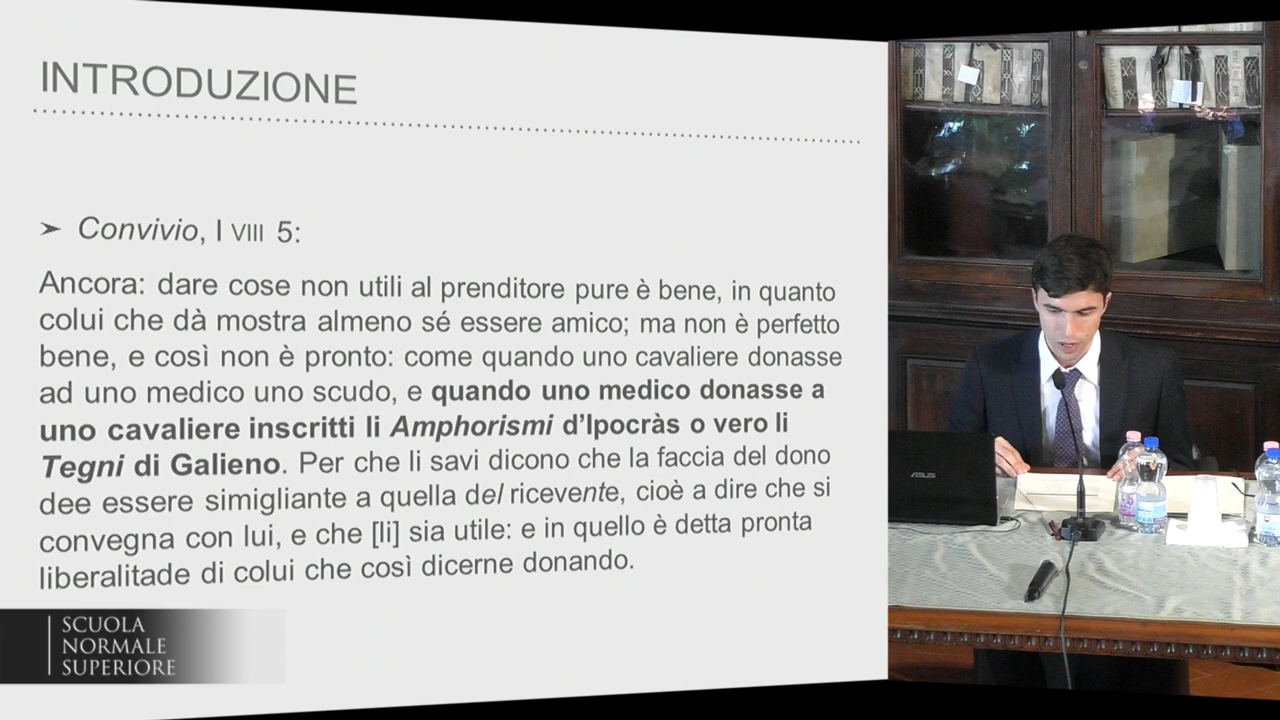 INTRODUZIONE
➢ Convivio, I VIII 5:
Ancora: dare cose non utili al prenditore pure è bene, in quanto
colui che dà mostra almeno sé essere amico; ma non è perfetto
bene, e così non è pronto: come quando uno cavaliere donasse
ad uno medico uno scudo, e quando uno medico donasse a
uno cavaliere inscritti li Amphorismi d'Ipocràs o vero li
Tegni di Galieno. Per che li savi dicono che la faccia del dono
dee essere simigliante a quella del ricevente, cioè a dire che si
convegna con lui, e che [li] sia utile: e in quello è detta pronta
liberalitade di colui che così dicerne donando.
SCUOLA
NORMALE
SUPERIORE
ASUS